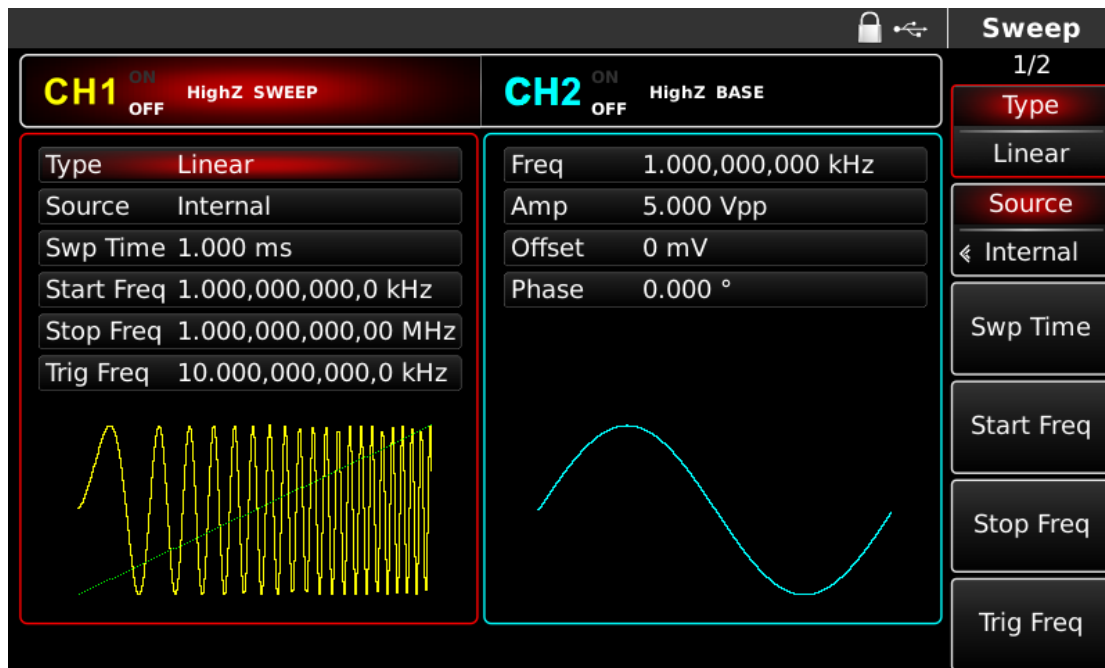 Sweep
1/2
CH1 ON OFF HighZ SWEEP
CH2 ON OFF HighZ BASE
Type Linear
Source Internal
Swp Time 1.000 ms
Start Freq 1.000,000,000,0 kHz
Stop Freq 1.000,000,000,00 MHz
Trig Freq 10.000,000,000,0 kHz
Freq 1.000,000,000 kHz
Amp 5.000 Vpp
Offset 0 mV
Phase 0.000 °
Type
Linear
Source
Internal
Swp Time
Start Freq
Stop Freq
Trig Freq